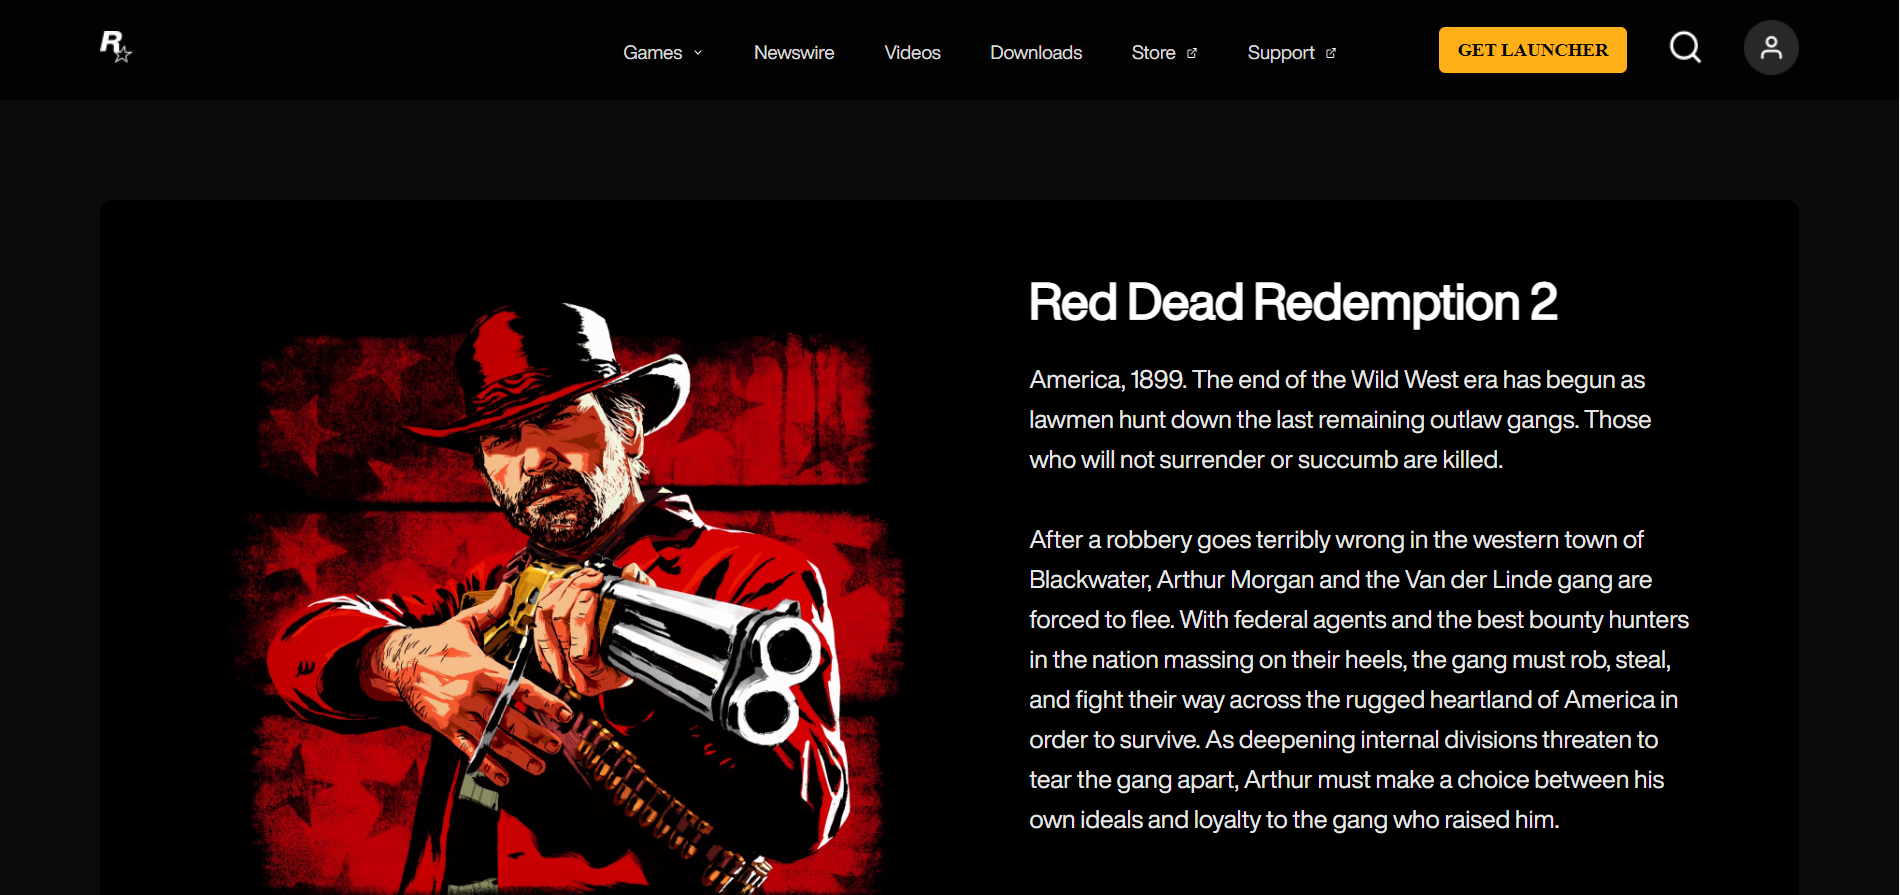 R
Games
Newswire
Videos
Downloads
Store
Support
GET LAUNCHER
Red Dead Redemption 2
America, 1899. The end of the Wild West era has begun as
lawmen hunt down the last remaining outlaw gangs. Those
who will not surrender or succumb are killed.
After a robbery goes terribly wrong in the western town of
Blackwater, Arthur Morgan and the Van der Linde gang are
forced to flee. With federal agents and the best bounty hunters
in the nation massing on their heels, the gang must rob, steal,
and fight their way across the rugged heartland of America in
order to survive. As deepening internal divisions threaten to
tear the gang apart, Arthur must make a choice between his
own ideals and loyalty to the gang who raised him.